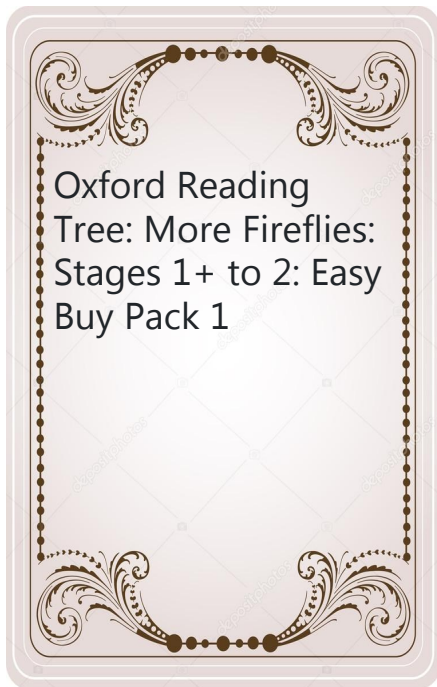 Oxford Reading
Tree: More Fireflies:
Stages 1+ to 2: Easy
Buy Pack 1